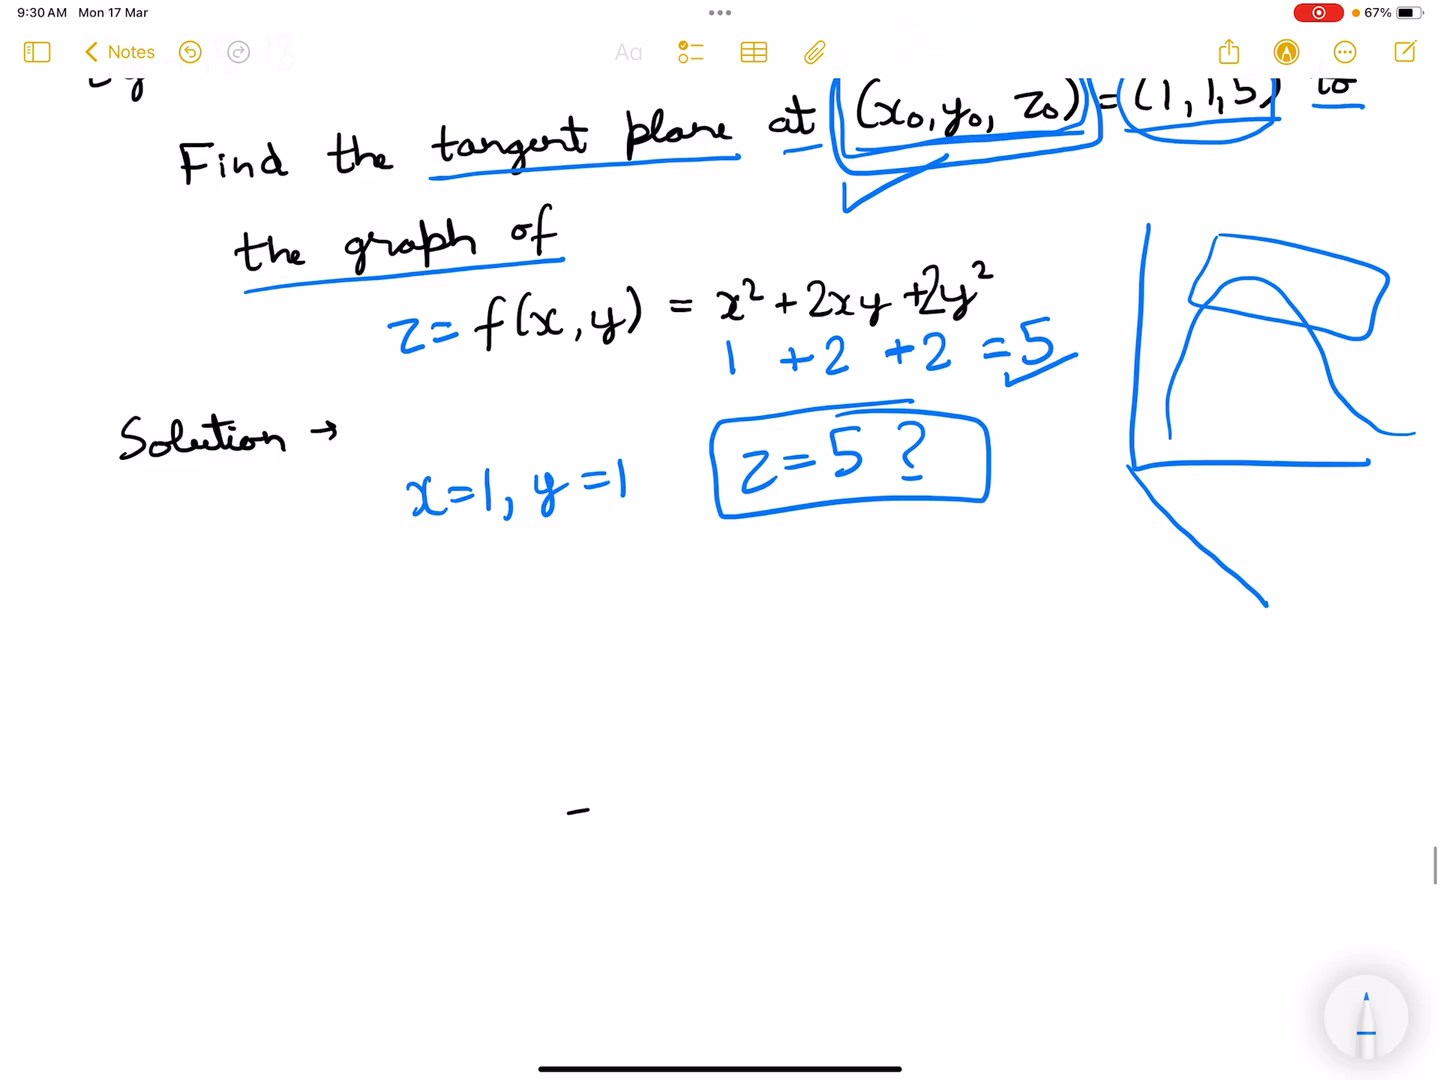 9:30 AM Mon 17 Mar
67%
Notes
Aa
Find the tangent plane at (x₀, y₀, z₀) = (1, 1, 5) to
the graph of
z = f(x, y) = x² + 2xy + 2y²
1 + 2 + 2 = 5
Solution →
x = 1, y = 1
z = 5 ?